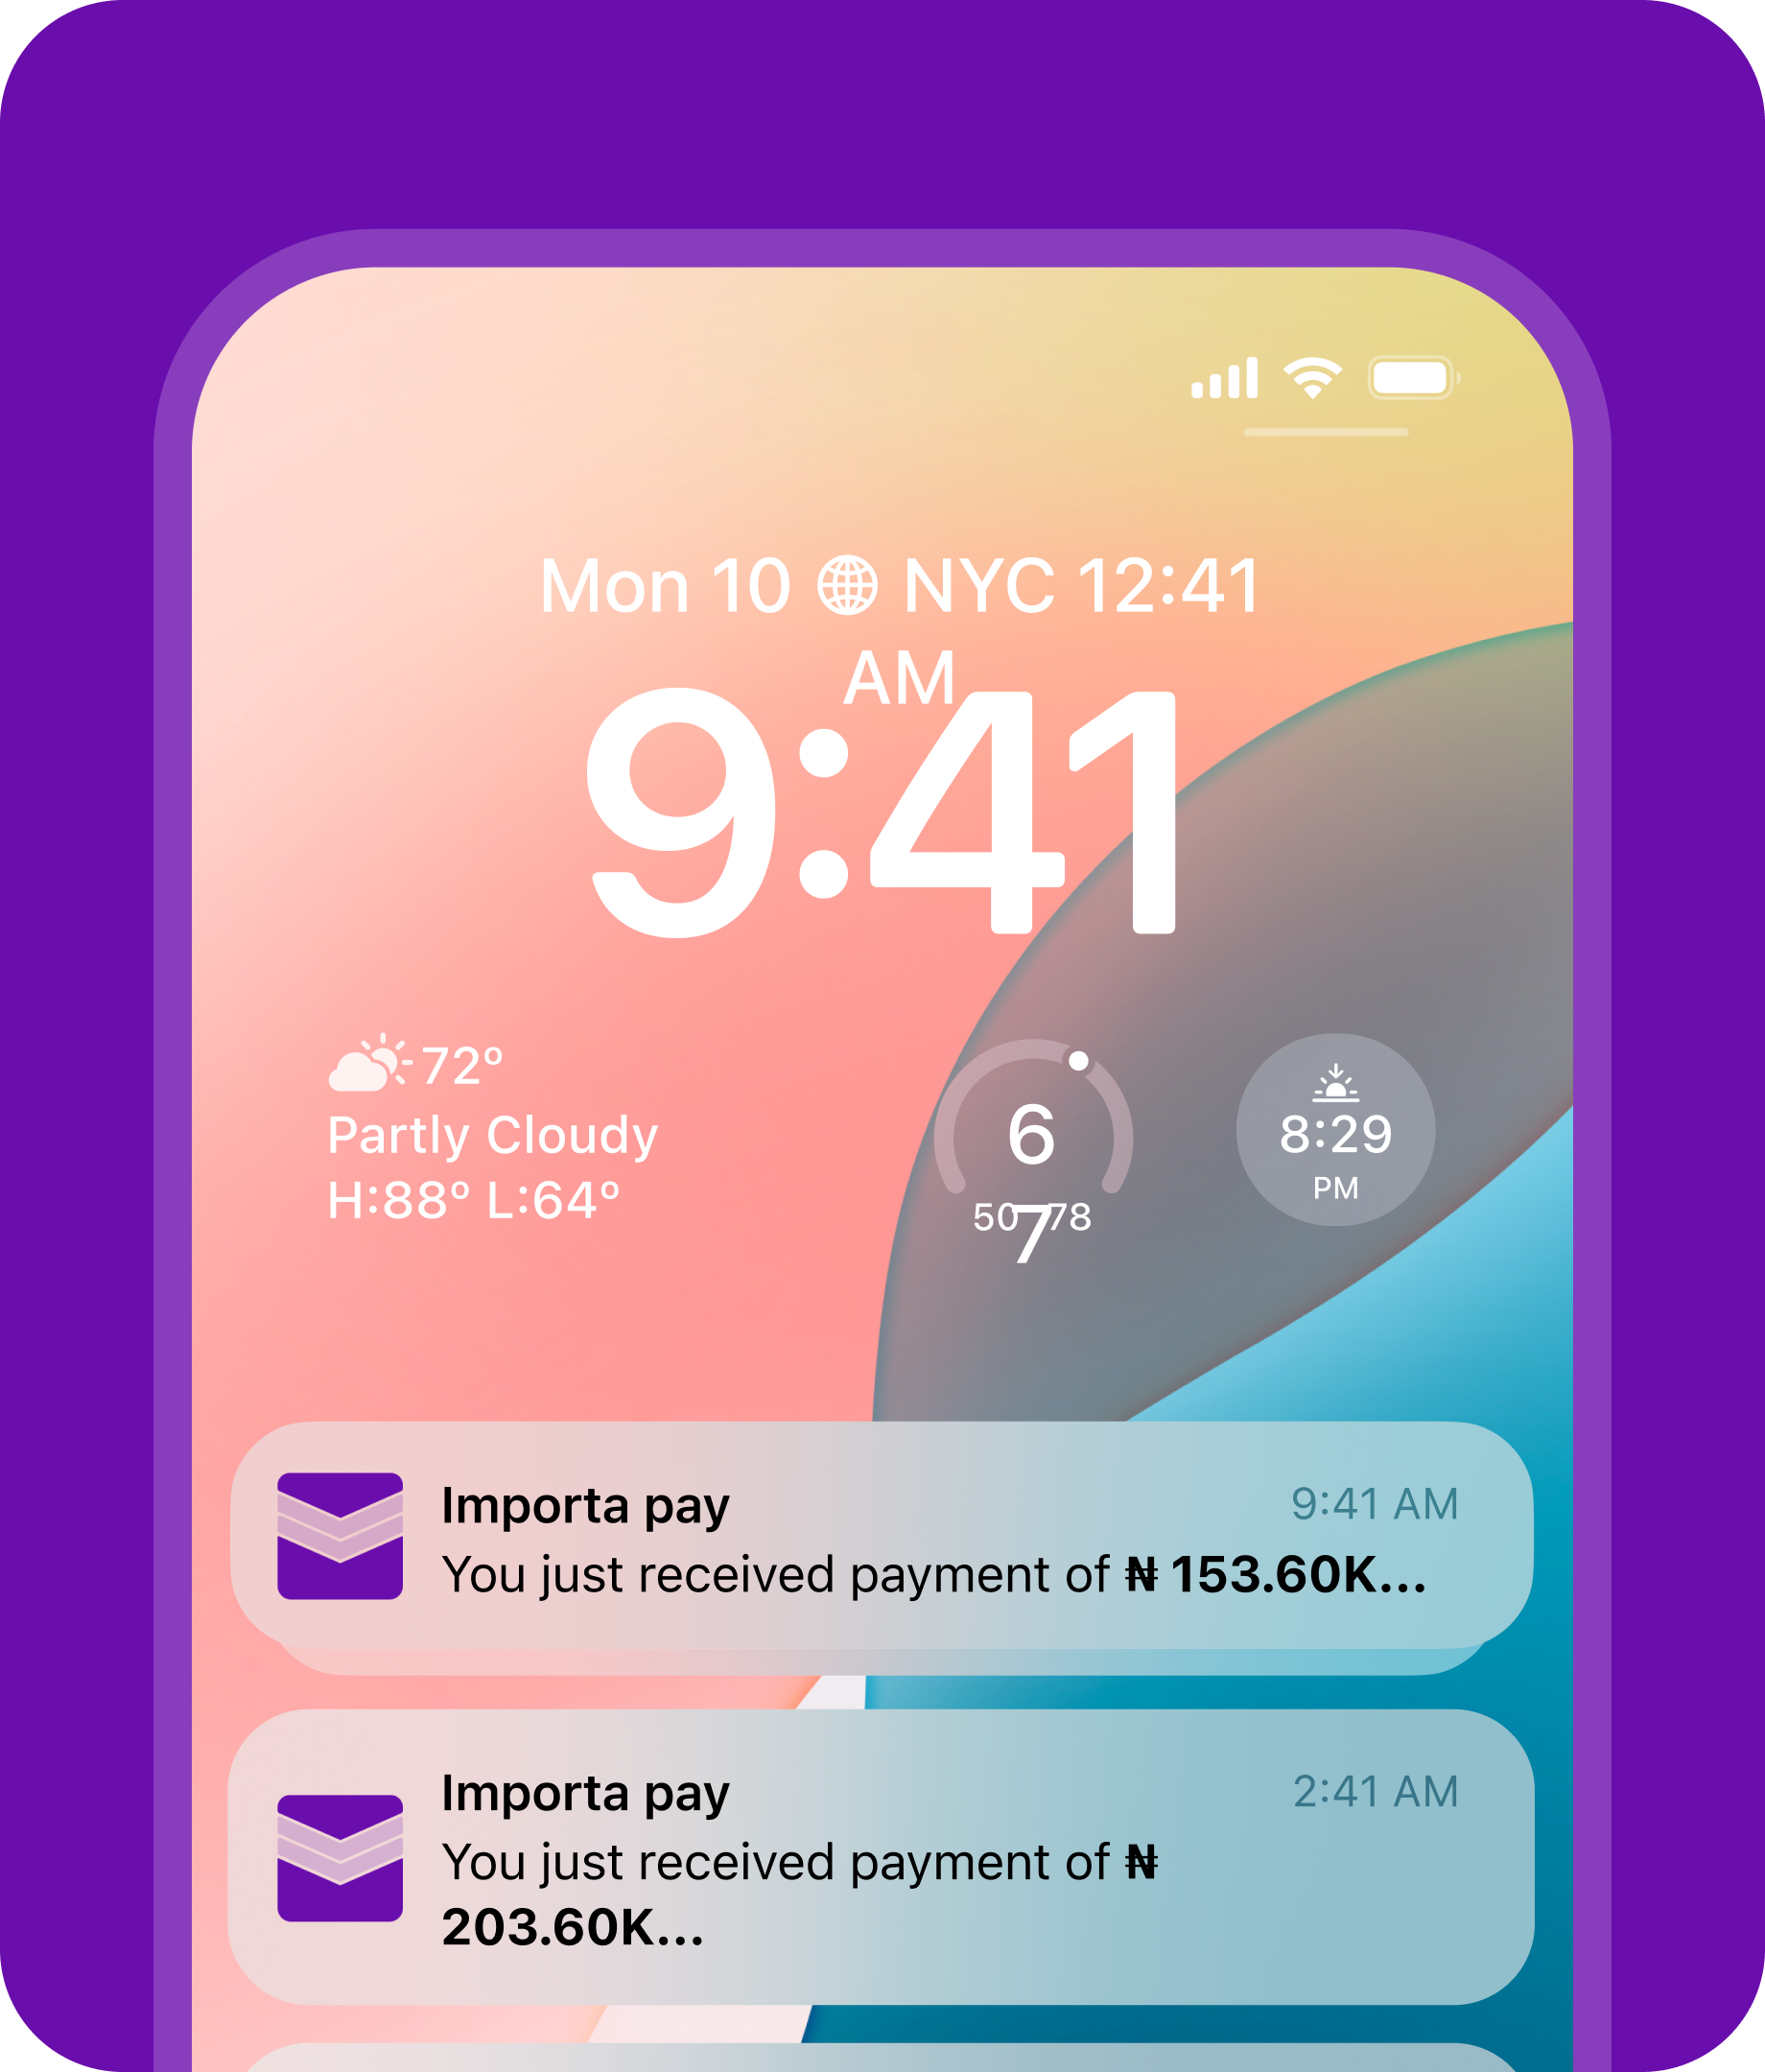 Mon 10 NYC 12:41
AM
9:41
72°
Partly Cloudy
H:88° L:64°
6
7
50 78
8:29
PM
Importa pay 9:41 AM
You just received payment of ₦ 153.60K...
Importa pay 2:41 AM
You just received payment of ₦
203.60K...